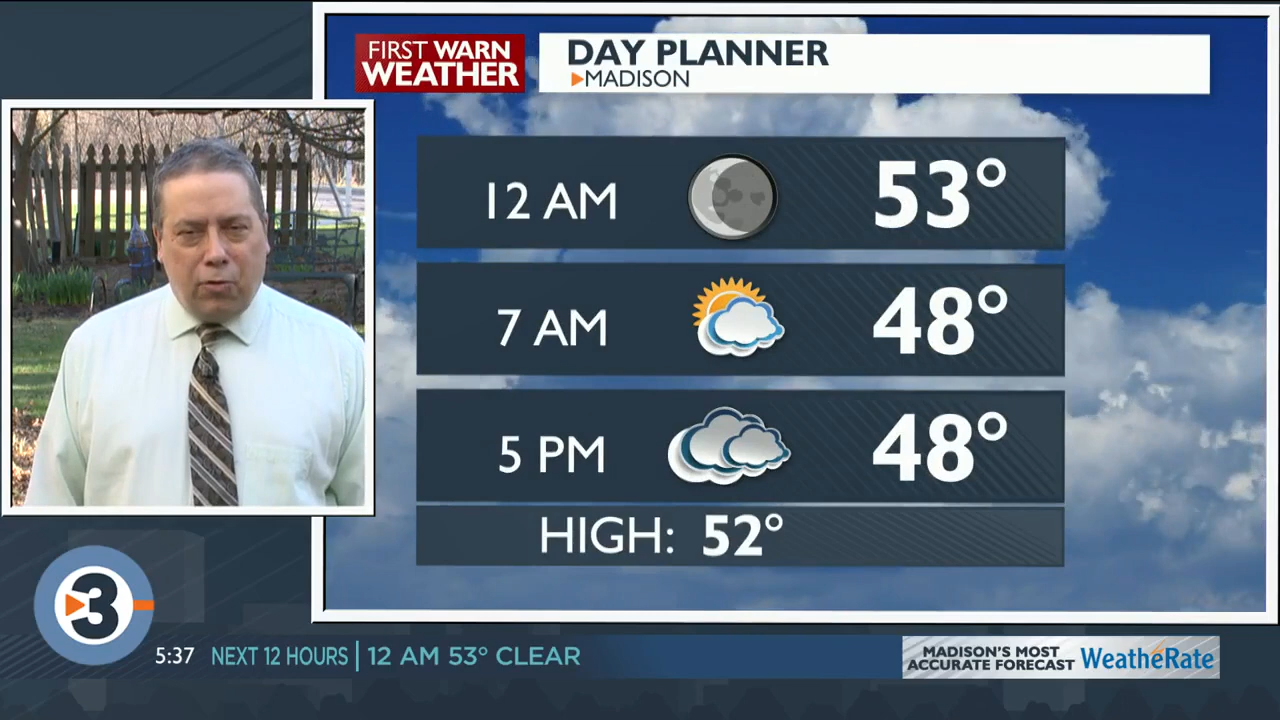 FIRST WARN
WEATHER
DAY PLANNER
MADISON
12 AM 53°
7 AM 48°
5 PM 48°
HIGH: 52°
3
5:37 NEXT 12 HOURS | 12 AM 53° CLEAR
MADISON'S MOST
ACCURATE FORECAST
WeatheRate